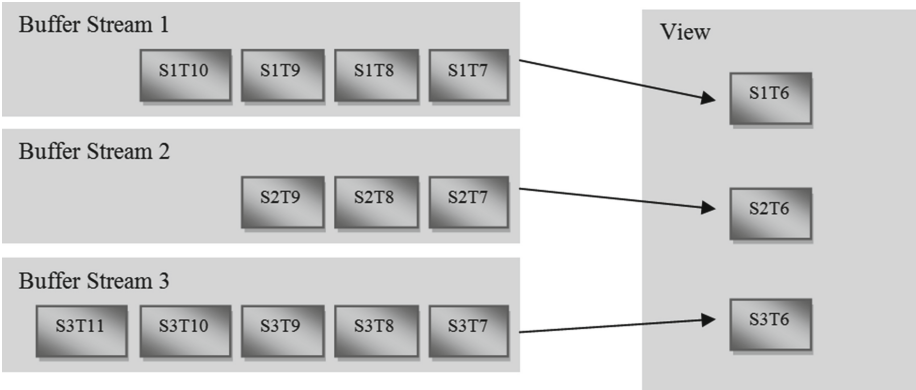 Buffer Stream 1
S1T10 S1T9 S1T8 S1T7
Buffer Stream 2
S2T9 S2T8 S2T7
Buffer Stream 3
S3T11 S3T10 S3T9 S3T8 S3T7
View
S1T6
S2T6
S3T6